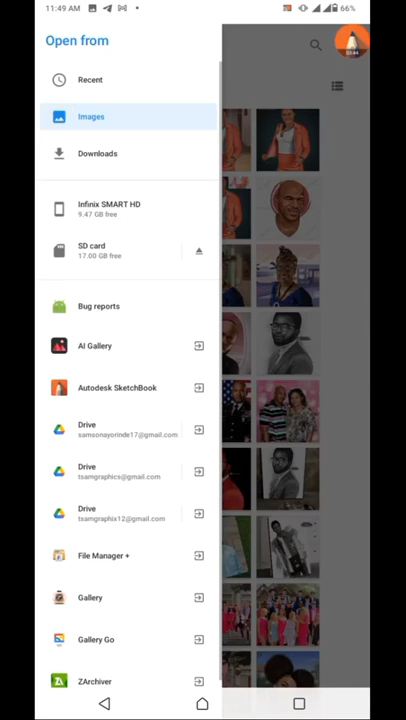 11:49 AM
66%
Open from
Recent
Images
Downloads
Infinix SMART HD
9.47 GB free
SD card
17.00 GB free
Bug reports
AI Gallery
Autodesk SketchBook
Drive
samsonayorinde17@gmail.com
Drive
tsamgraphics@gmail.com
Drive
tsamgraphix12@gmail.com
File Manager +
Gallery
Gallery Go
ZArchiver